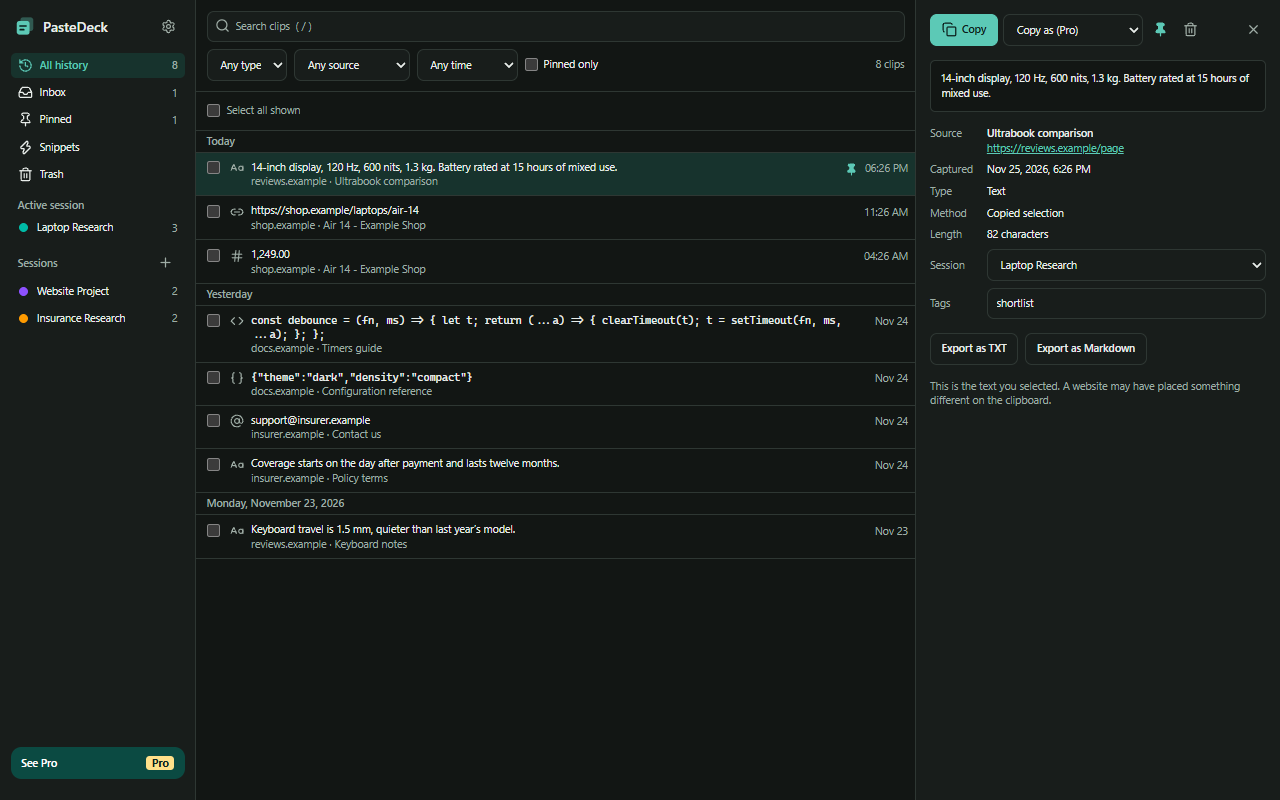 PasteDeck
All history 8
Inbox 1
Pinned 1
Snippets
Trash
Active session
Laptop Research 3
Sessions
Website Project 2
Insurance Research 2
See Pro Pro
Search clips ( / )
Any type Any source Any time Pinned only 8 clips
Select all shown
Today
Aa 14-inch display, 120 Hz, 600 nits, 1.3 kg. Battery rated at 15 hours of mixed use. 06:26 PM
reviews.example · Ultrabook comparison
https://shop.example/laptops/air-14 11:26 AM
shop.example · Air 14 - Example Shop
# 1,249.00 04:26 AM
shop.example · Air 14 - Example Shop
Yesterday
<> const debounce = (fn, ms) => { let t; return (...a) => { clearTimeout(t); t = setTimeout(fn, ms, Nov 24
...a); }; };
docs.example · Timers guide
{ } {"theme":"dark","density":"compact"} Nov 24
docs.example · Configuration reference
@ support@insurer.example Nov 24
insurer.example · Contact us
Aa Coverage starts on the day after payment and lasts twelve months. Nov 24
insurer.example · Policy terms
Monday, November 23, 2026
Aa Keyboard travel is 1.5 mm, quieter than last year's model. Nov 23
reviews.example · Keyboard notes
Copy Copy as (Pro)
14-inch display, 120 Hz, 600 nits, 1.3 kg. Battery rated at 15 hours of
mixed use.
Source Ultrabook comparison
https://reviews.example/page
Captured Nov 25, 2026, 6:26 PM
Type Text
Method Copied selection
Length 82 characters
Session Laptop Research
Tags shortlist
Export as TXT Export as Markdown
This is the text you selected. A website may have placed something
different on the clipboard.